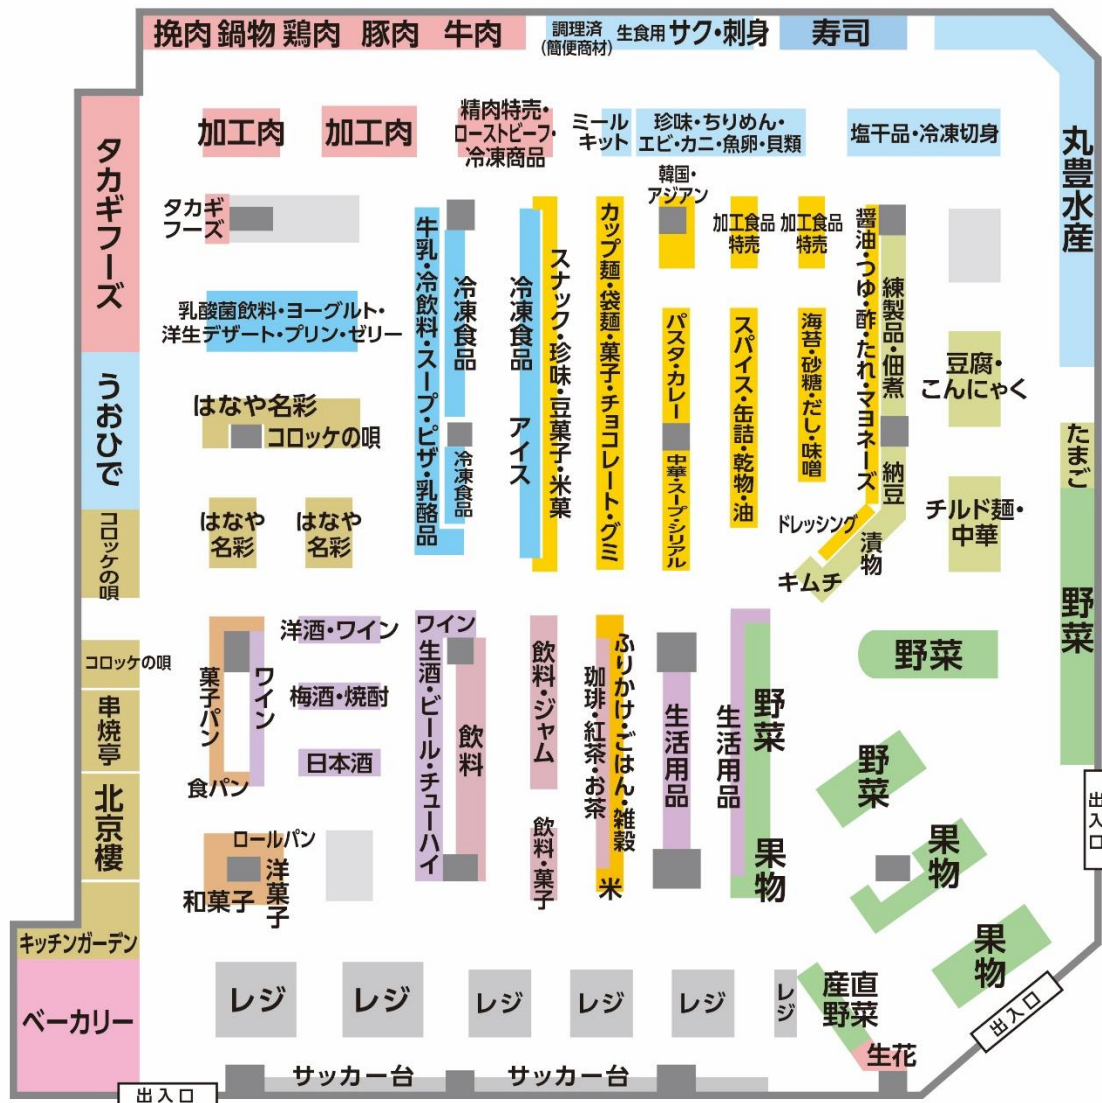 挽肉
鍋物
鶏肉
豚肉
牛肉
調理済
(簡便商材)
生食用
サク・刺身
寿司
丸豊水産
タカギフーズ
加工肉
加工肉
精肉特売・
ローストビーフ・
冷凍商品
ミール
キット
珍味・ちりめん・
エビ・カニ・魚卵・貝類
塩干品・冷凍切身
タカギ
フーズ
韓国・
アジアン
加工食品
特売
加工食品
特売
乳酸菌飲料・ヨーグルト・
洋生デザート・プリン・ゼリー
牛乳・冷飲料・スープ・ピザ・乳酪品
冷凍食品
冷凍食品
冷凍食品
アイス
スナック・珍味・豆菓子・米菓
カップ麺・袋麺・菓子・チョコレート・グミ
パスタ・カレー
中華・スープ・シリアル
スパイス・缶詰・乾物・油
海苔・砂糖・だし・味噌
醤油・つゆ・酢・たれ・マヨネーズ
練製品・佃煮
納豆
ドレッシング
漬物
キムチ
豆腐・
こんにゃく
チルド麺・
中華
たまご
野菜
うおひで
はなや名彩
コロッケの唄
はなや
名彩
はなや
名彩
コロッケの唄
コロッケの唄
串焼亭
北京樓
キッチンガーデン
ベーカリー
菓子パン
ワイン
食パン
洋酒・ワイン
梅酒・焼酎
日本酒
ロールパン
和菓子
洋菓子
ワイン
生酒・ビール・チューハイ
飲料
飲料・ジャム
飲料・菓子
珈琲・紅茶・お茶
ふりかけ・ごはん・雑穀
米
生活用品
生活用品
野菜
果物
野菜
野菜
果物
果物
産直
野菜
生花
レジ
レジ
レジ
レジ
レジ
レジ
サッカー台
サッカー台
出入口
出入口
出入口